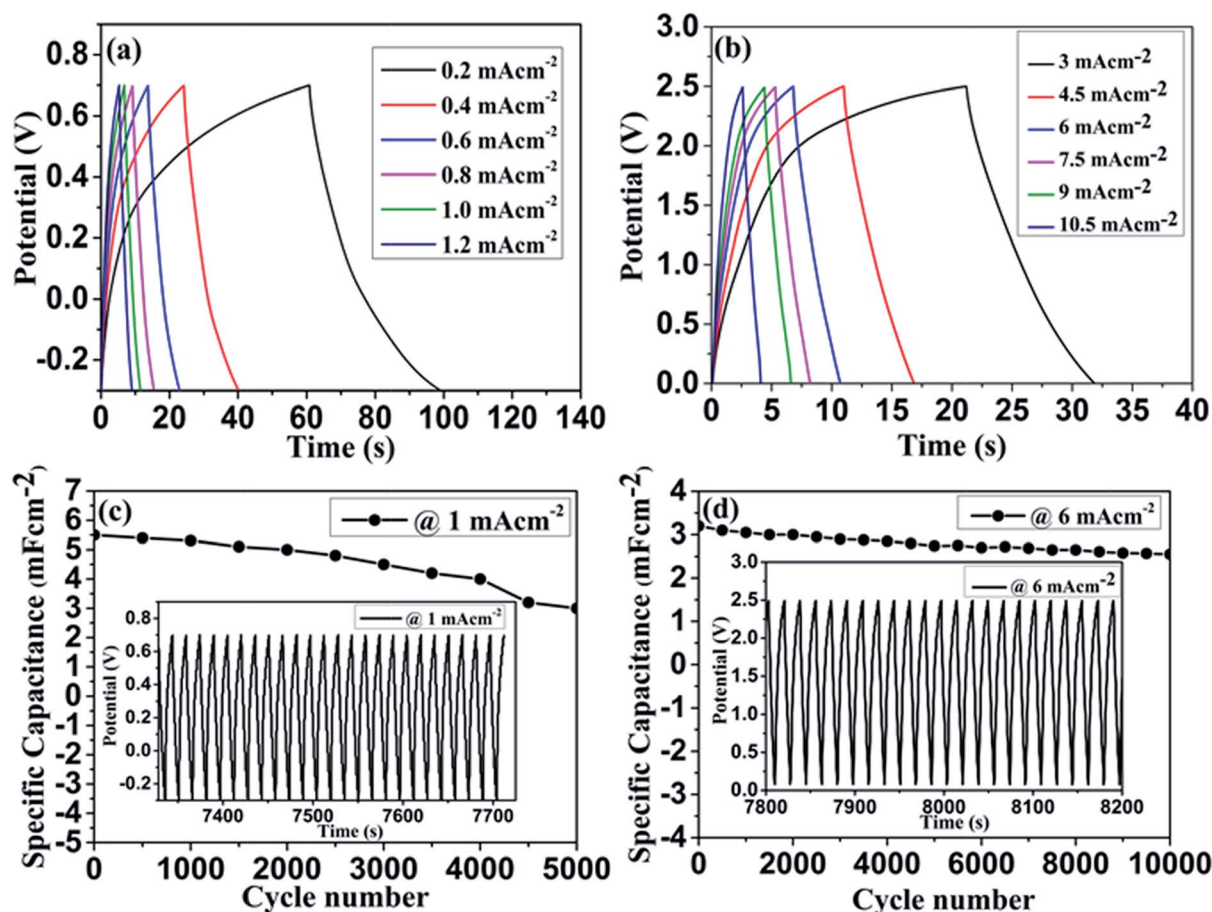 (a)
0.2 mAcm⁻²
0.4 mAcm⁻²
0.6 mAcm⁻²
0.8 mAcm⁻²
1.0 mAcm⁻²
1.2 mAcm⁻²
Potential (V)
0.8
0.6
0.4
0.2
0.0
-0.2
0 20 40 60 80 100 120 140
Time (s)
(b)
3 mAcm⁻²
4.5 mAcm⁻²
6 mAcm⁻²
7.5 mAcm⁻²
9 mAcm⁻²
10.5 mAcm⁻²
Potential (V)
3.0
2.5
2.0
1.5
1.0
0.5
0.0
0 5 10 15 20 25 30 35 40
Time (s)
(c)
@ 1 mAcm⁻²
Specific Capacitance (mFcm⁻²)
7
6
5
4
3
2
1
0
-1
-2
-3
-4
-5
@ 1 mAcm⁻²
Potential (V)
0.8
0.6
0.4
0.2
0.0
-0.2
7400 7500 7600 7700
Time (s)
0 1000 2000 3000 4000 5000
Cycle number
(d)
@ 6 mAcm⁻²
Specific Capacitance (mFcm⁻²)
4
3
2
1
0
-1
-2
-3
-4
@ 6 mAcm⁻²
Potential (V)
3.0
2.5
2.0
1.5
1.0
0.5
0.0
7800 7900 8000 8100 8200
Time (s)
0 2000 4000 6000 8000 10000
Cycle number